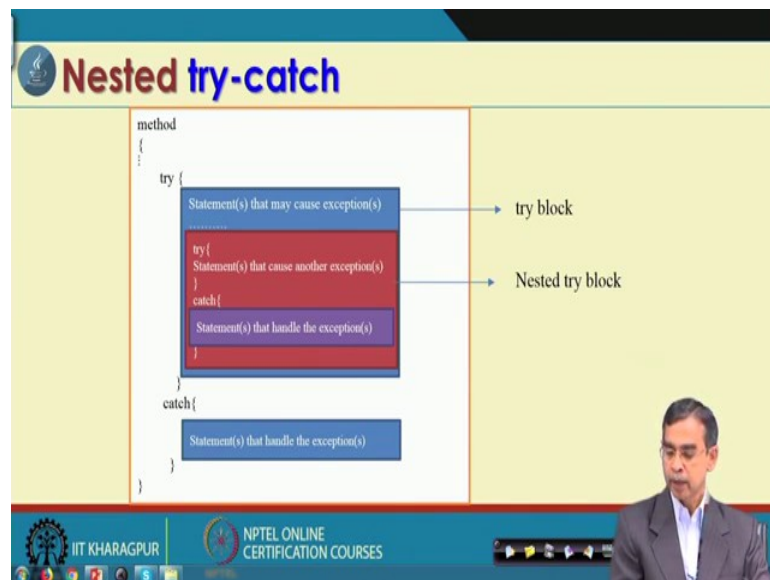 Nested try-catch
method
{
⋮
try {
Statement(s) that may cause exception(s)
..........
try{
Statement(s) that cause another exception(s)
}
catch{
Statement(s) that handle the exception(s)
}
}
catch{
Statement(s) that handle the exception(s)
}
}
try block
Nested try block
IIT KHARAGPUR
NPTEL ONLINE
CERTIFICATION COURSES